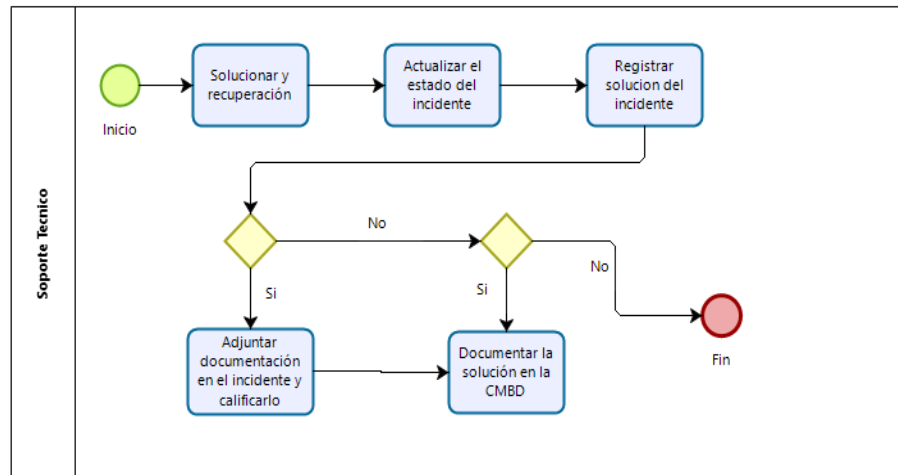 Soporte Tecnico
Inicio
Solucionar y
recuperación
Actualizar el
estado del
incidente
Registrar
solucion del
incidente
No
Si
Si
No
Adjuntar
documentación
en el incidente y
calificarlo
Documentar la
solución en la
CMBD
Fin